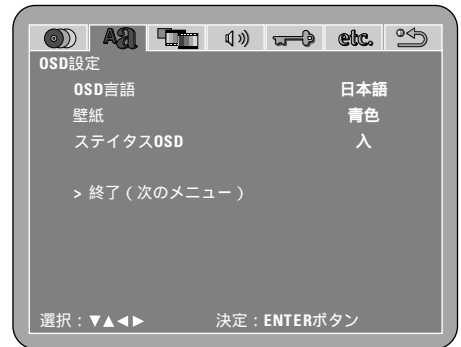 Aあ etc.
OSD設定
OSD言語 日本語
壁紙 青色
ステイタスOSD 入
> 終了（次のメニュー）
選択：▼▲◀▶ 決定：ENTERボタン